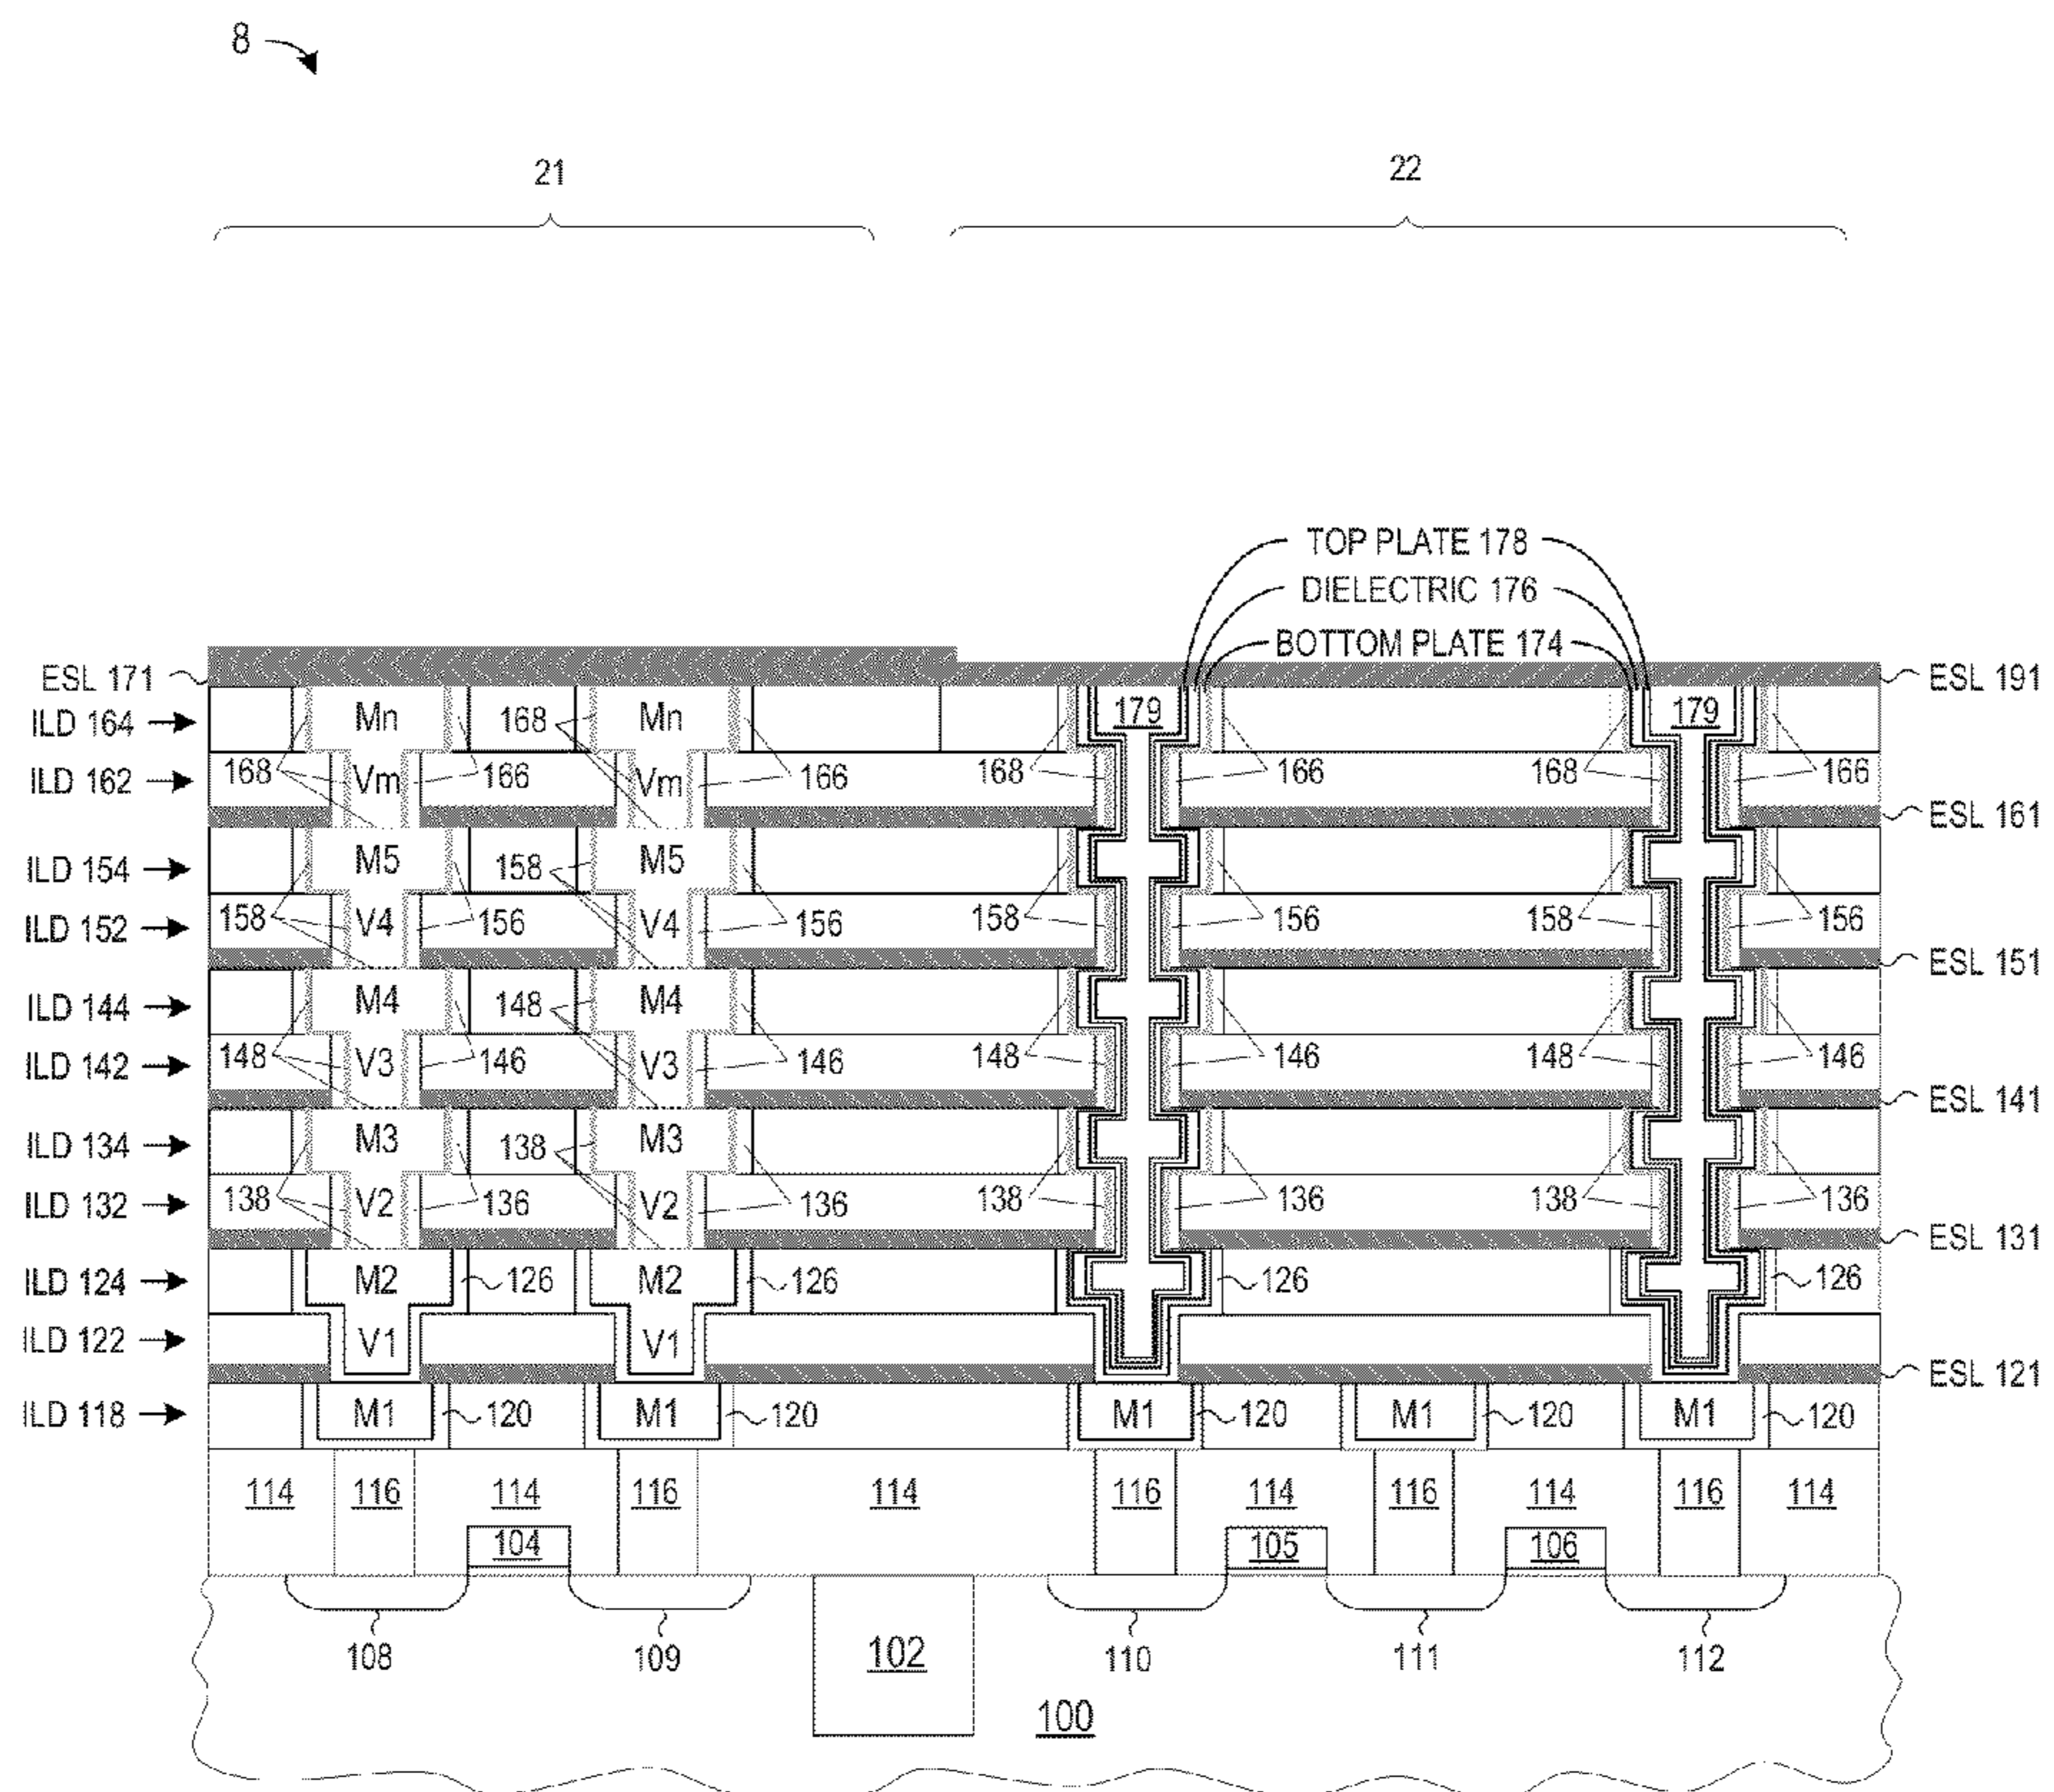 8
21 22
TOP PLATE 178
DIELECTRIC 176
BOTTOM PLATE 174
ESL 171 ESL 191
ILD 164 Mn 168 Mn 179 179
ILD 162 168 Vm 166 Vm 166 168 166 168 166
ESL 161
ILD 154 M5 158 M5
ILD 152 158 V4 156 V4 156 158 156 158 156
ESL 151
ILD 144 M4 148 M4
ILD 142 148 V3 146 V3 146 148 146 148 146
ESL 141
ILD 134 M3 138 M3
ILD 132 138 V2 136 V2 136 138 136 138 136
ESL 131
ILD 124 M2 126 M2 126 126 126
ILD 122 V1 V1
ESL 121
ILD 118 M1 120 M1 120 M1 120 M1 120 M1 120
114 116 114 116 114 116 114 116 114 116 114
104 105 106
108 109 102 110 111 112
100